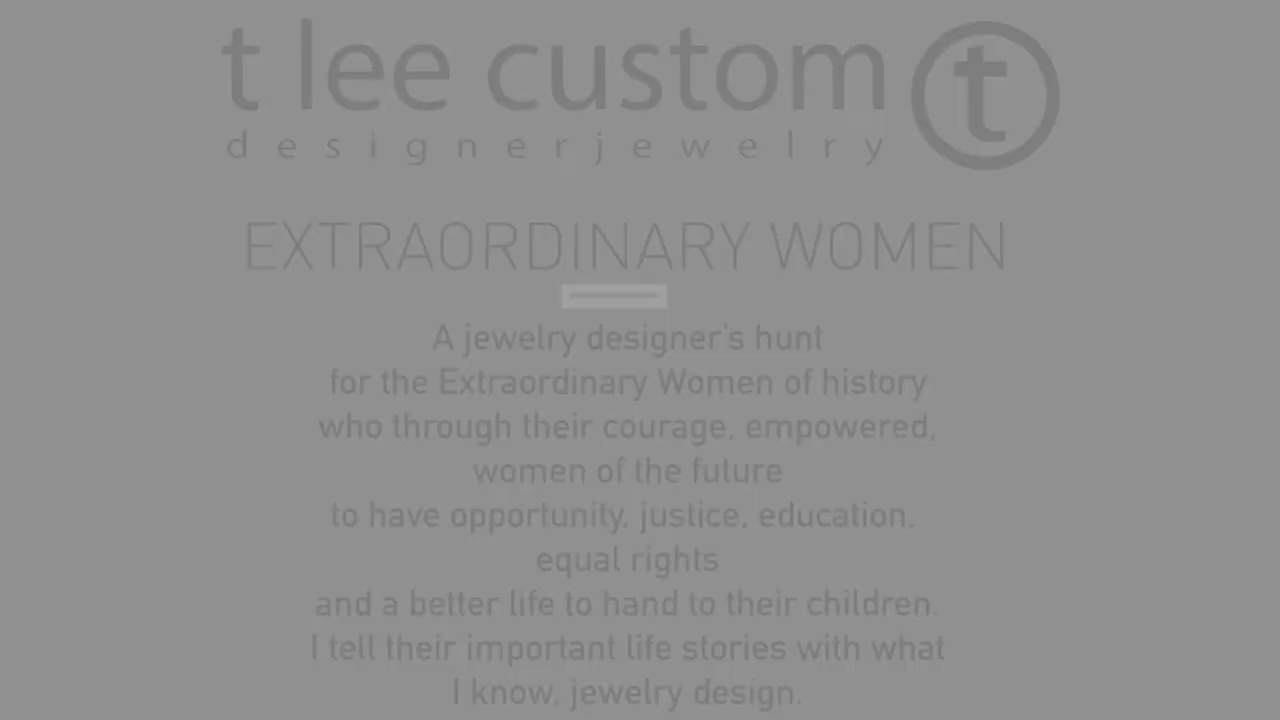 t lee custom t
designerjewelry
EXTRAORDINARY WOMEN
A jewelry designer's hunt
for the Extraordinary Women of history
who through their courage, empowered,
women of the future
to have opportunity, justice, education,
equal rights
and a better life to hand to their children.
I tell their important life stories with what
I know, jewelry design.